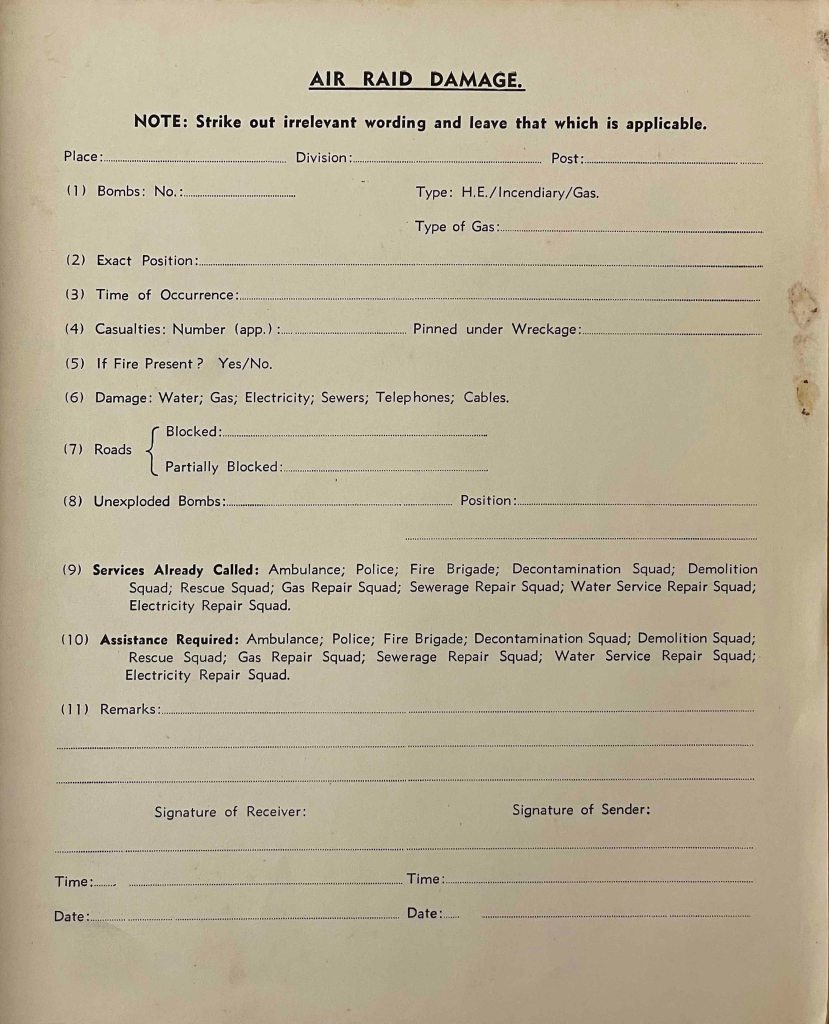 AIR RAID DAMAGE.
NOTE: Strike out irrelevant wording and leave that which is applicable.
Place: Division: Post:
(1) Bombs: No.: Type: H.E./Incendiary/Gas.
Type of Gas:
(2) Exact Position:
(3) Time of Occurrence:
(4) Casualties: Number (app.): Pinned under Wreckage:
(5) If Fire Present? Yes/No.
(6) Damage: Water; Gas; Electricity; Sewers; Telephones; Cables.
Blocked:
(7) Roads
Partially Blocked:
(8) Unexploded Bombs: Position:
(9) Services Already Called: Ambulance; Police; Fire Brigade; Decontamination Squad; Demolition
Squad; Rescue Squad; Gas Repair Squad; Sewerage Repair Squad; Water Service Repair Squad;
Electricity Repair Squad.
(10) Assistance Required: Ambulance; Police; Fire Brigade; Decontamination Squad; Demolition Squad;
Rescue Squad; Gas Repair Squad; Sewerage Repair Squad; Water Service Repair Squad;
Electricity Repair Squad.
(11) Remarks:
Signature of Receiver: Signature of Sender:
Time: Time:
Date: Date: